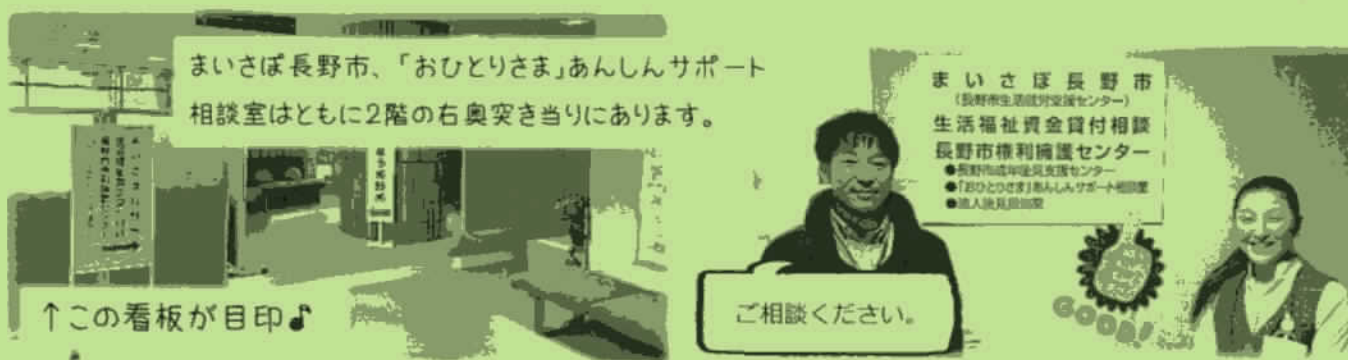 まいさぽ長野市、「おひとりさま」あんしんサポート
相談室はともに2階の右奥突き当りにあります。
↑この看板が目印♪
まいさぽ長野市
(長野市生活就労支援センター)
生活福祉資金貸付相談
長野市権利擁護センター
●長野市成年後見支援センター
●「おひとりさま」あんしんサポート相談室
ご相談ください。
GOOD!